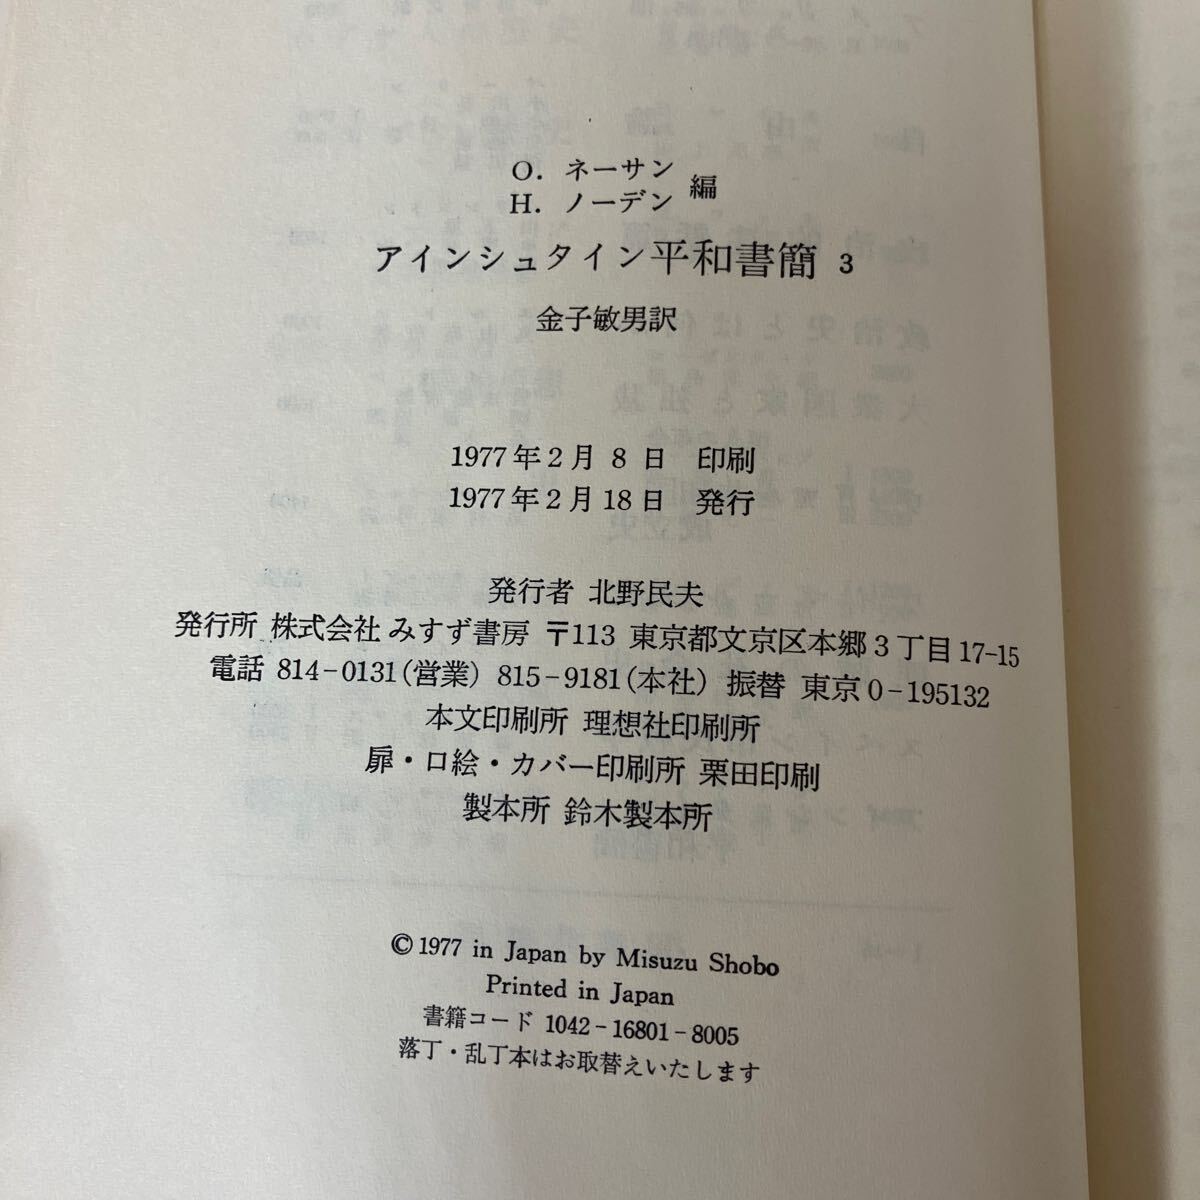 O. ネーサン
H. ノーデン 編
アインシュタイン平和書簡 3
金子敏男訳
1977年2月 8日 印刷
1977年2月18日 発行
発行者 北野民夫
発行所 株式会社 みすず書房 〒113 東京都文京区本郷3丁目17-15
電話 814-0131(営業) 815-9181(本社) 振替 東京0-195132
本文印刷所 理想社印刷所
扉・口絵・カバー印刷所 栗田印刷
製本所 鈴木製本所
© 1977 in Japan by Misuzu Shobo
Printed in Japan
書籍コード 1042-16801-8005
落丁・乱丁本はお取替えいたします